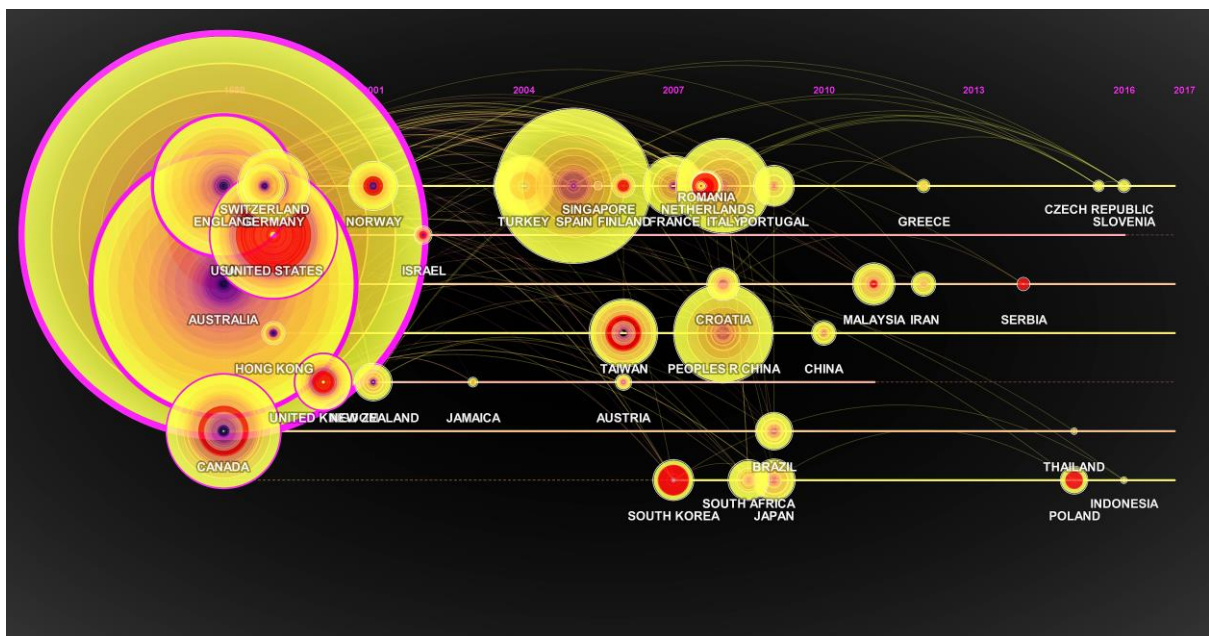 1998 2001 2004 2007 2010 2013 2016 2017
ROMANIA
SWITZERLAND SINGAPORE NETHERLANDS CZECH REPUBLIC
ENGLAND GERMANY NORWAY TURKEY SPAIN FINLAND FRANCE ITALY PORTUGAL GREECE SLOVENIA
USA UNITED STATES ISRAEL
AUSTRALIA CROATIA MALAYSIA IRAN SERBIA
HONG KONG TAIWAN PEOPLES R CHINA CHINA
UNITED KINGDOM NEW ZEALAND JAMAICA AUSTRIA
CANADA BRAZIL THAILAND
SOUTH AFRICA INDONESIA
SOUTH KOREA JAPAN POLAND